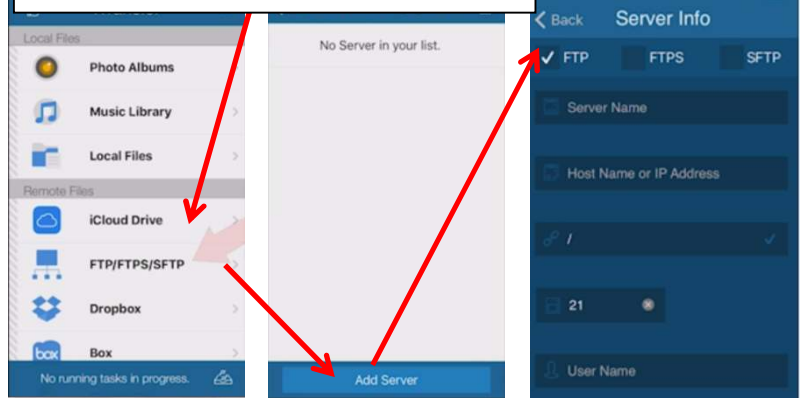 Local Files
Photo Albums
Music Library
Local Files
Remote Files
iCloud Drive
FTP/FTPS/SFTP
Dropbox
box
Box
No running tasks in progress.
No Server in your list.
Add Server
Back
Server Info
FTP
FTPS
SFTP
Server Name
Host Name or IP Address
/
21
User Name